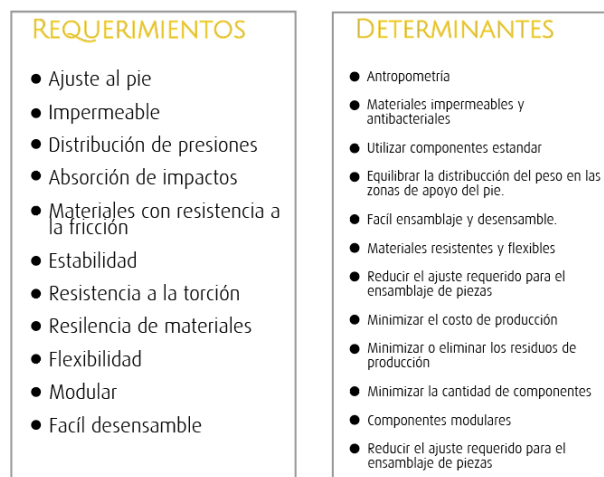 REQUERIMIENTOS
Ajuste al pie
Impermeable
Distribución de presiones
Absorción de impactos
Materiales con resistencia a
la fricción
Estabilidad
Resistencia a la torción
Resilencia de materiales
Flexibilidad
Modular
Facíl desensamble
DETERMINANTES
Antropometría
Materiales impermeables y
antibacteriales
Utilizar componentes estandar
Equilibrar la distribucción del peso en las
zonas de apoyo del pie.
Facíl ensamblaje y desensamble.
Materiales resistentes y flexibles
Reducir el ajuste requerido para el
ensamblaje de piezas
Minimizar el costo de producción
Minimizar o eliminar los residuos de
producción
Minimizar la cantidad de componentes
Componentes modulares
Reducir el ajuste requerido para el
ensamblaje de piezas